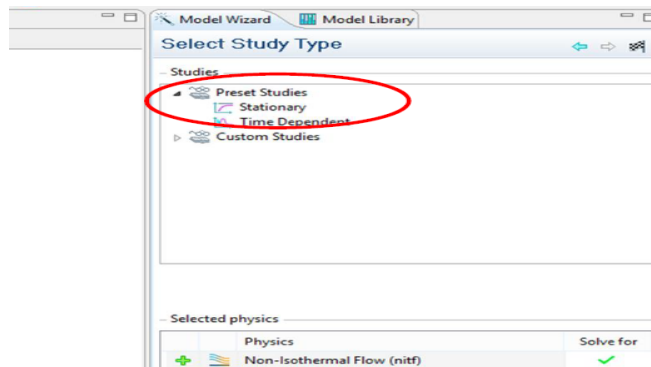 Model Wizard Model Library
Select Study Type
Studies
Preset Studies
Stationary
Time Dependent
Custom Studies
Selected physics
Physics Solve for
Non-Isothermal Flow (nitf)